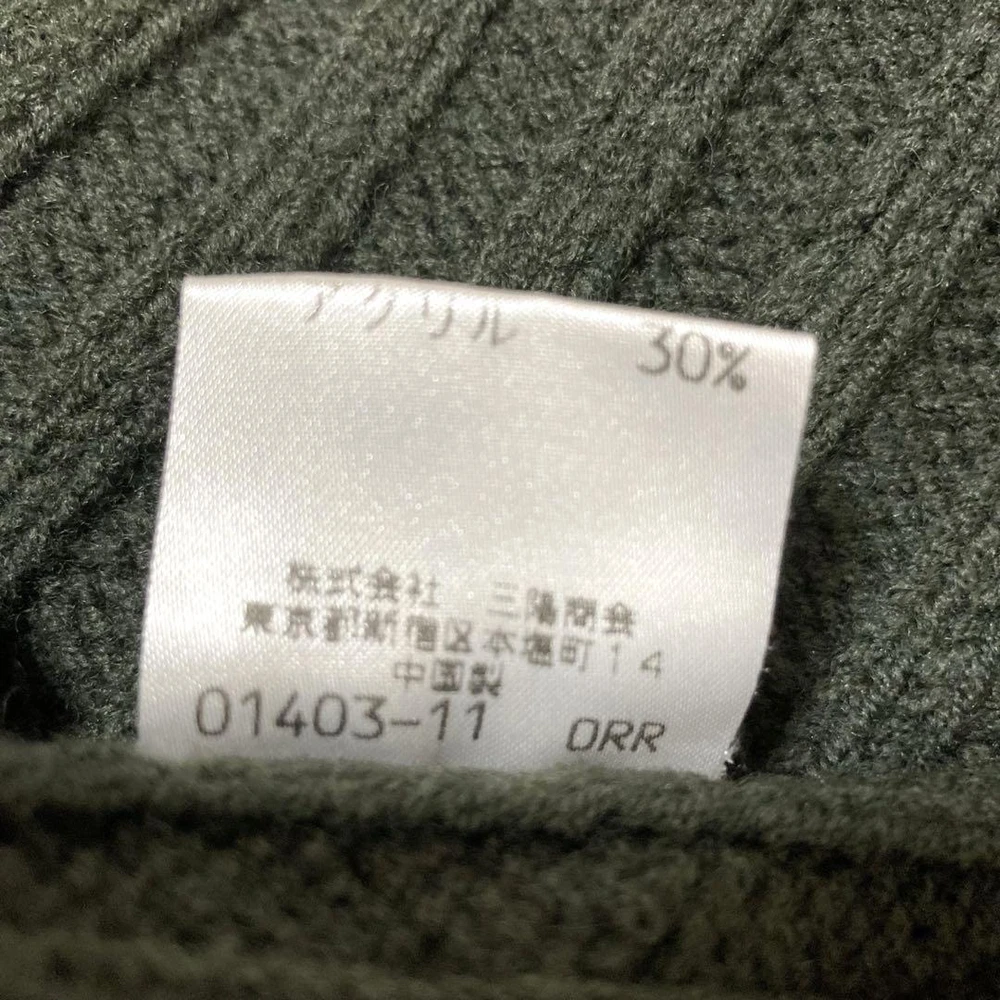 アクリル 30%
株式会社 三陽商会
東京都新宿区本塩町14
中国製
01403-11 ORR